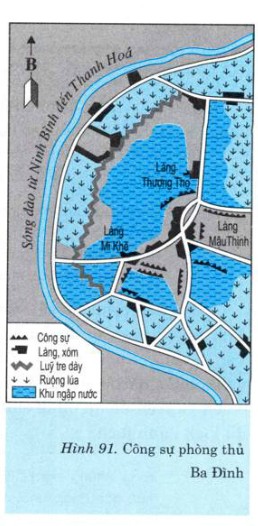 B
Sông đào từ Ninh Bình đến Thanh Hoá
Làng
Thượng Thọ
Làng
Mậu Thịnh
Làng
Mĩ Khê
Công sự
Làng, xóm
Luỹ tre dày
Ruộng lúa
Khu ngập nước
Hình 91. Công sự phòng thủ
Ba Đình